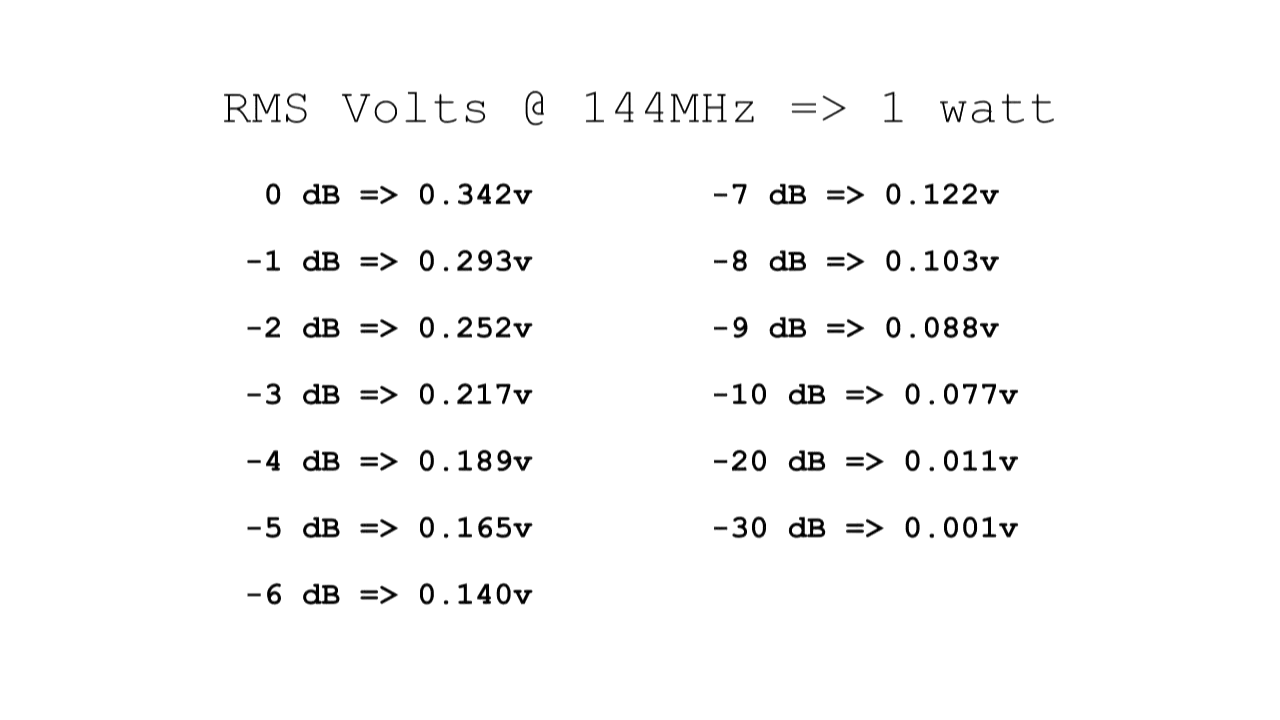 RMS Volts @ 144MHz => 1 watt
0 dB => 0.342v
-1 dB => 0.293v
-2 dB => 0.252v
-3 dB => 0.217v
-4 dB => 0.189v
-5 dB => 0.165v
-6 dB => 0.140v
-7 dB => 0.122v
-8 dB => 0.103v
-9 dB => 0.088v
-10 dB => 0.077v
-20 dB => 0.011v
-30 dB => 0.001v